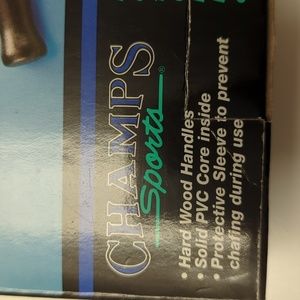 CHAMPS
Sports
• Hard Wood Handles
• Solid PVC Core inside
• Protective Sleeve to prevent
chafing during use